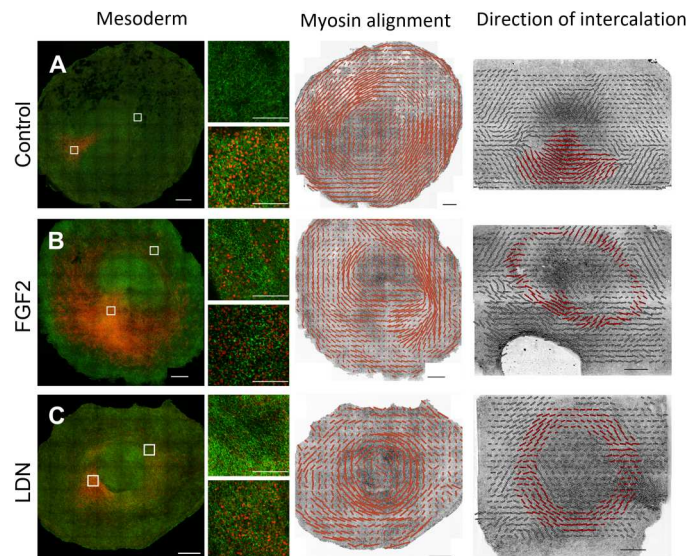 Mesoderm
Myosin alignment
Direction of intercalation
A
Control
B
FGF2
C
LDN